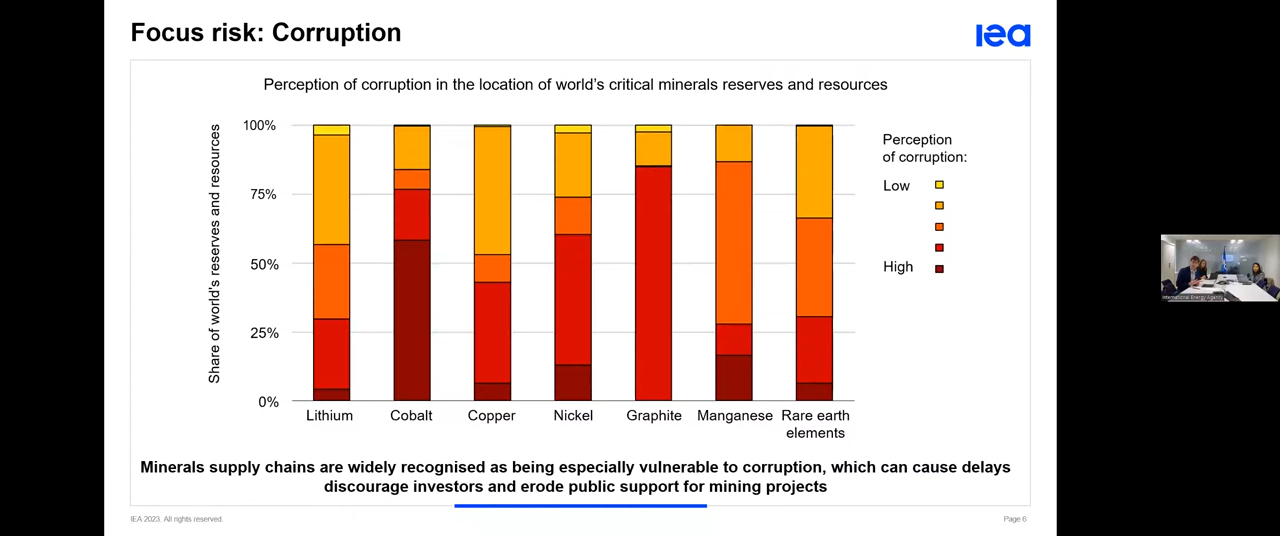 Focus risk: Corruption
iea
Perception of corruption in the location of world's critical minerals reserves and resources
Share of world's reserves and resources
100%
75%
50%
25%
0%
Lithium
Cobalt
Copper
Nickel
Graphite
Manganese
Rare earth
elements
Perception
of corruption:
Low
High
International Energy Agency
Minerals supply chains are widely recognised as being especially vulnerable to corruption, which can cause delays
discourage investors and erode public support for mining projects
IEA 2023. All rights reserved.
Page 6